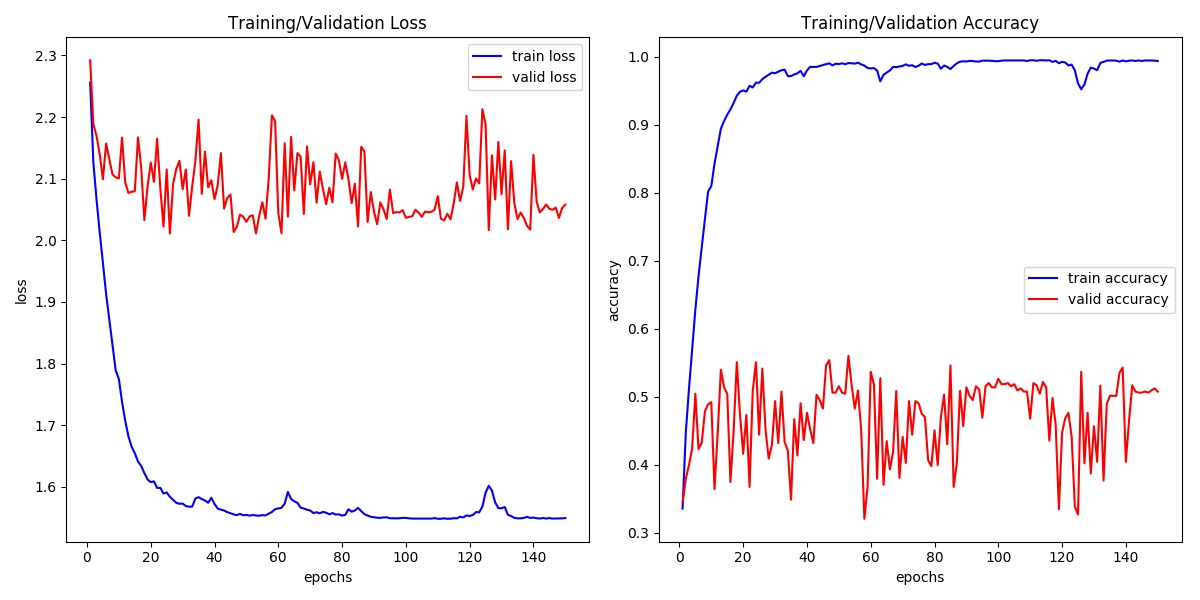 Training/Validation Loss
2.3
2.2
2.1
2.0
1.9
1.8
1.7
1.6
loss
0 20 40 60 80 100 120 140
epochs
train loss
valid loss
Training/Validation Accuracy
1.0
0.9
0.8
0.7
0.6
0.5
0.4
0.3
accuracy
0 20 40 60 80 100 120 140
epochs
train accuracy
valid accuracy